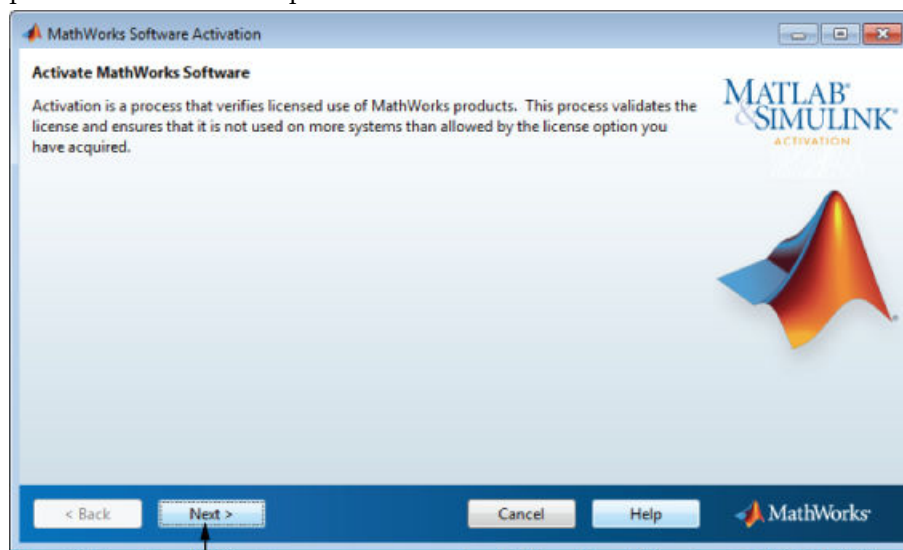 MathWorks Software Activation
Activate MathWorks Software
Activation is a process that verifies licensed use of MathWorks products. This process validates the
license and ensures that it is not used on more systems than allowed by the license option you
have acquired.
MATLAB®
&SIMULINK®
ACTIVATION
< Back
Next >
Cancel
Help
MathWorks®